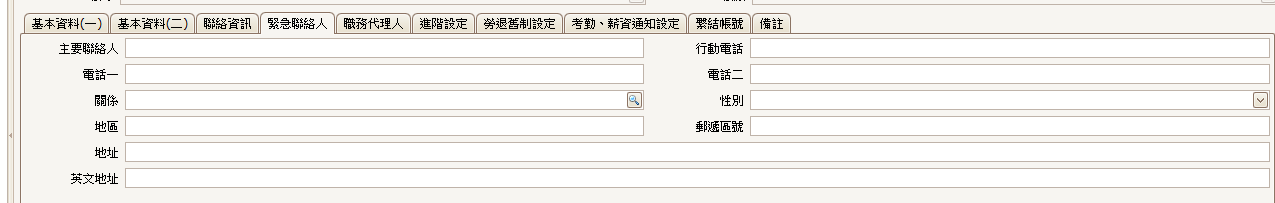 基本資料(一) 基本資料(二) 聯絡資訊 緊急聯絡人 職務代理人 進階設定 勞退舊制設定 考勤、薪資通知設定 繫結帳號 備註
主要聯絡人 行動電話
電話一 電話二
關係 性別
地區 郵遞區號
地址
英文地址